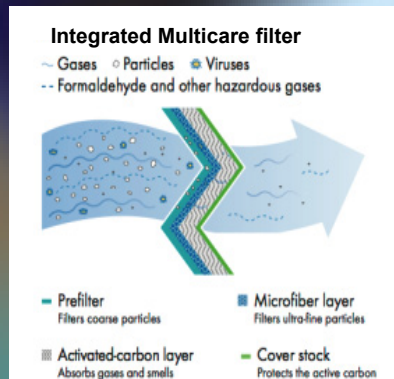 Integrated Multicare filter
Gases Particles Viruses
Formaldehyde and other hazardous gases
Prefilter
Filters coarse particles
Microfiber layer
Filters ultra-fine particles
Activated-carbon layer
Absorbs gases and smells
Cover stock
Protects the active carbon